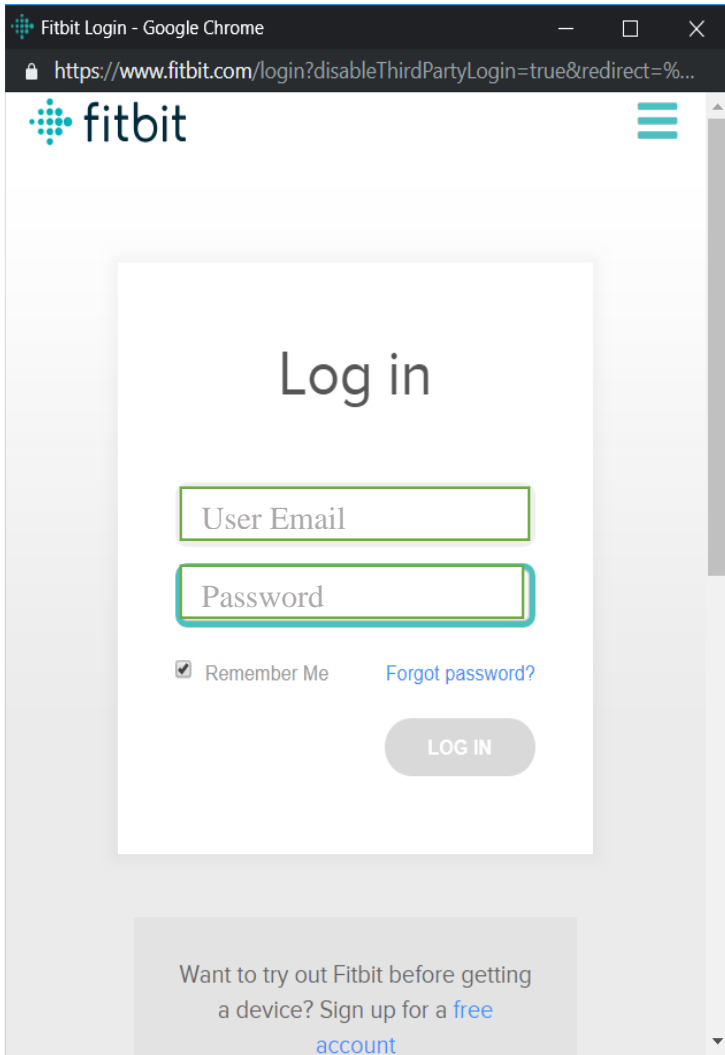 Fitbit Login - Google Chrome
https://www.fitbit.com/login?disableThirdPartyLogin=true&redirect=%...
fitbit
Log in
User Email
Password
Remember Me Forgot password?
LOG IN
Want to try out Fitbit before getting
a device? Sign up for a free
account